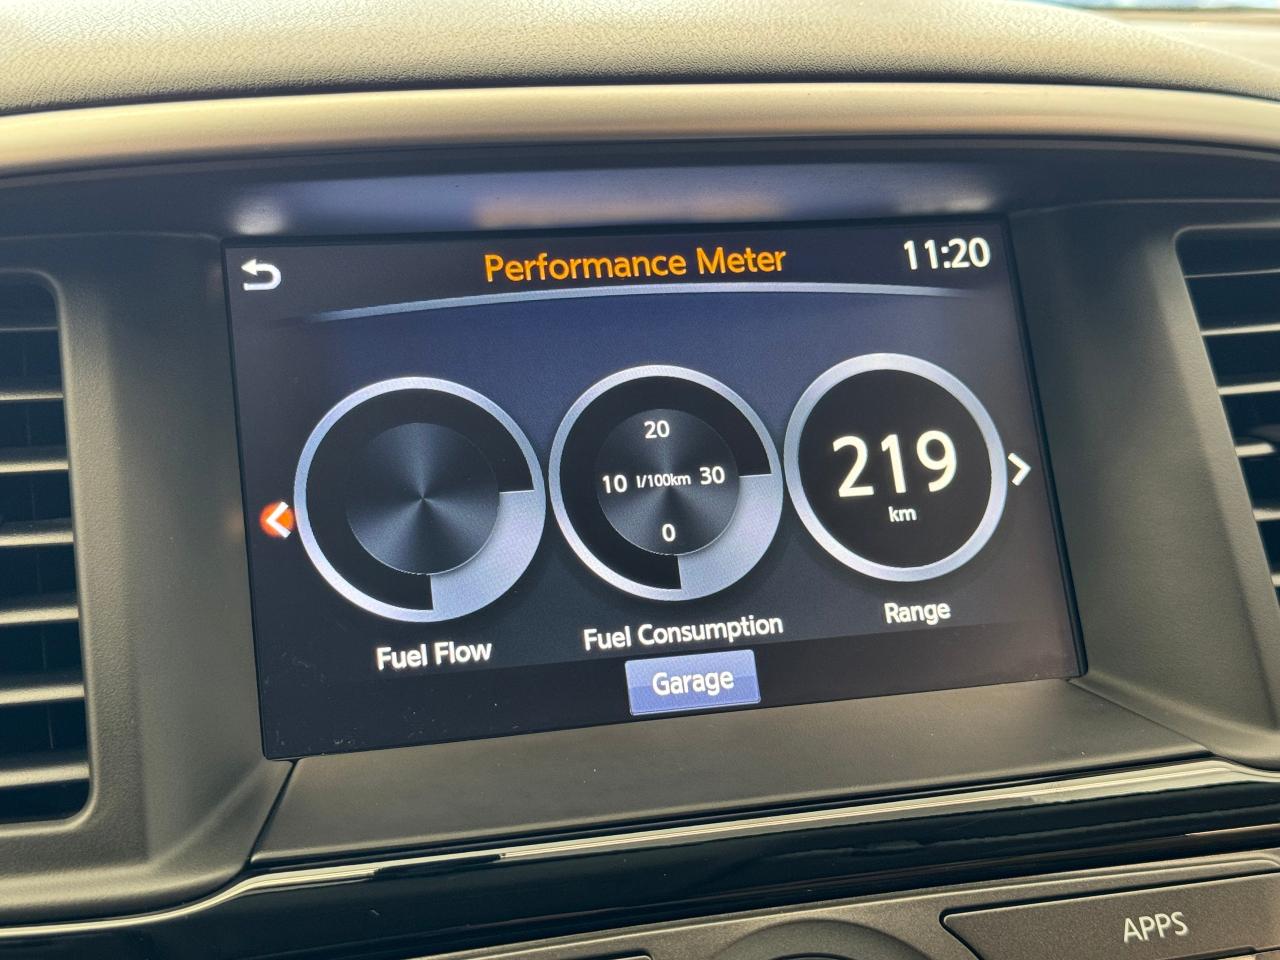 Performance Meter
11:20
20
10 l/100km 30
0
219
km
Fuel Flow
Fuel Consumption
Range
Garage
APPS